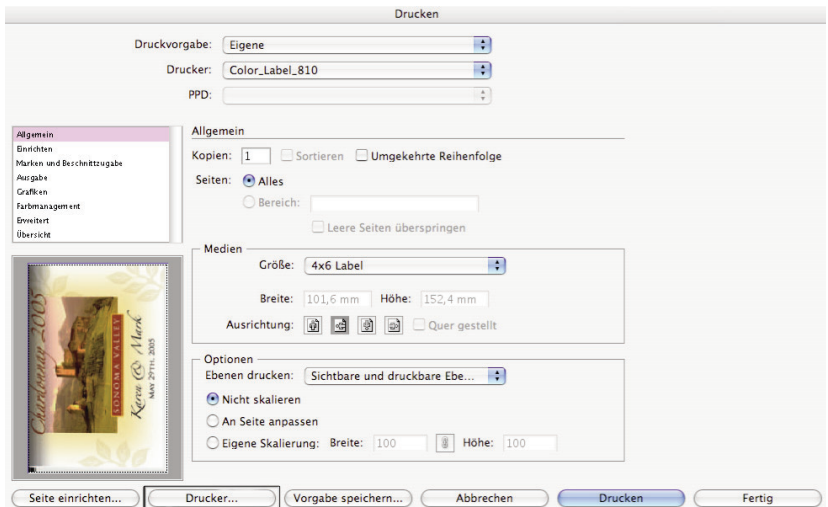 Drucken
Druckvorgabe: Eigene
Drucker: Color_Label_810
PPD:
Allgemein
Einrichten
Marken und Beschnittzugabe
Ausgabe
Grafiken
Farbmanagement
Erweitert
Übersicht
Allgemein
Kopien: 1 Sortieren Umgekehrte Reihenfolge
Seiten: Alles
Bereich:
Leere Seiten überspringen
Medien
Größe: 4x6 Label
Breite: 101,6 mm Höhe: 152,4 mm
Ausrichtung: Quer gestellt
Optionen
Ebenen drucken: Sichtbare und druckbare Ebe...
Nicht skalieren
An Seite anpassen
Eigene Skalierung: Breite: 100 Höhe: 100
Chardonnay 2005
SONOMA VALLEY
Karen @ Mark
MAY 29TH, 2005
Seite einrichten... Drucker... Vorgabe speichern... Abbrechen Drucken Fertig